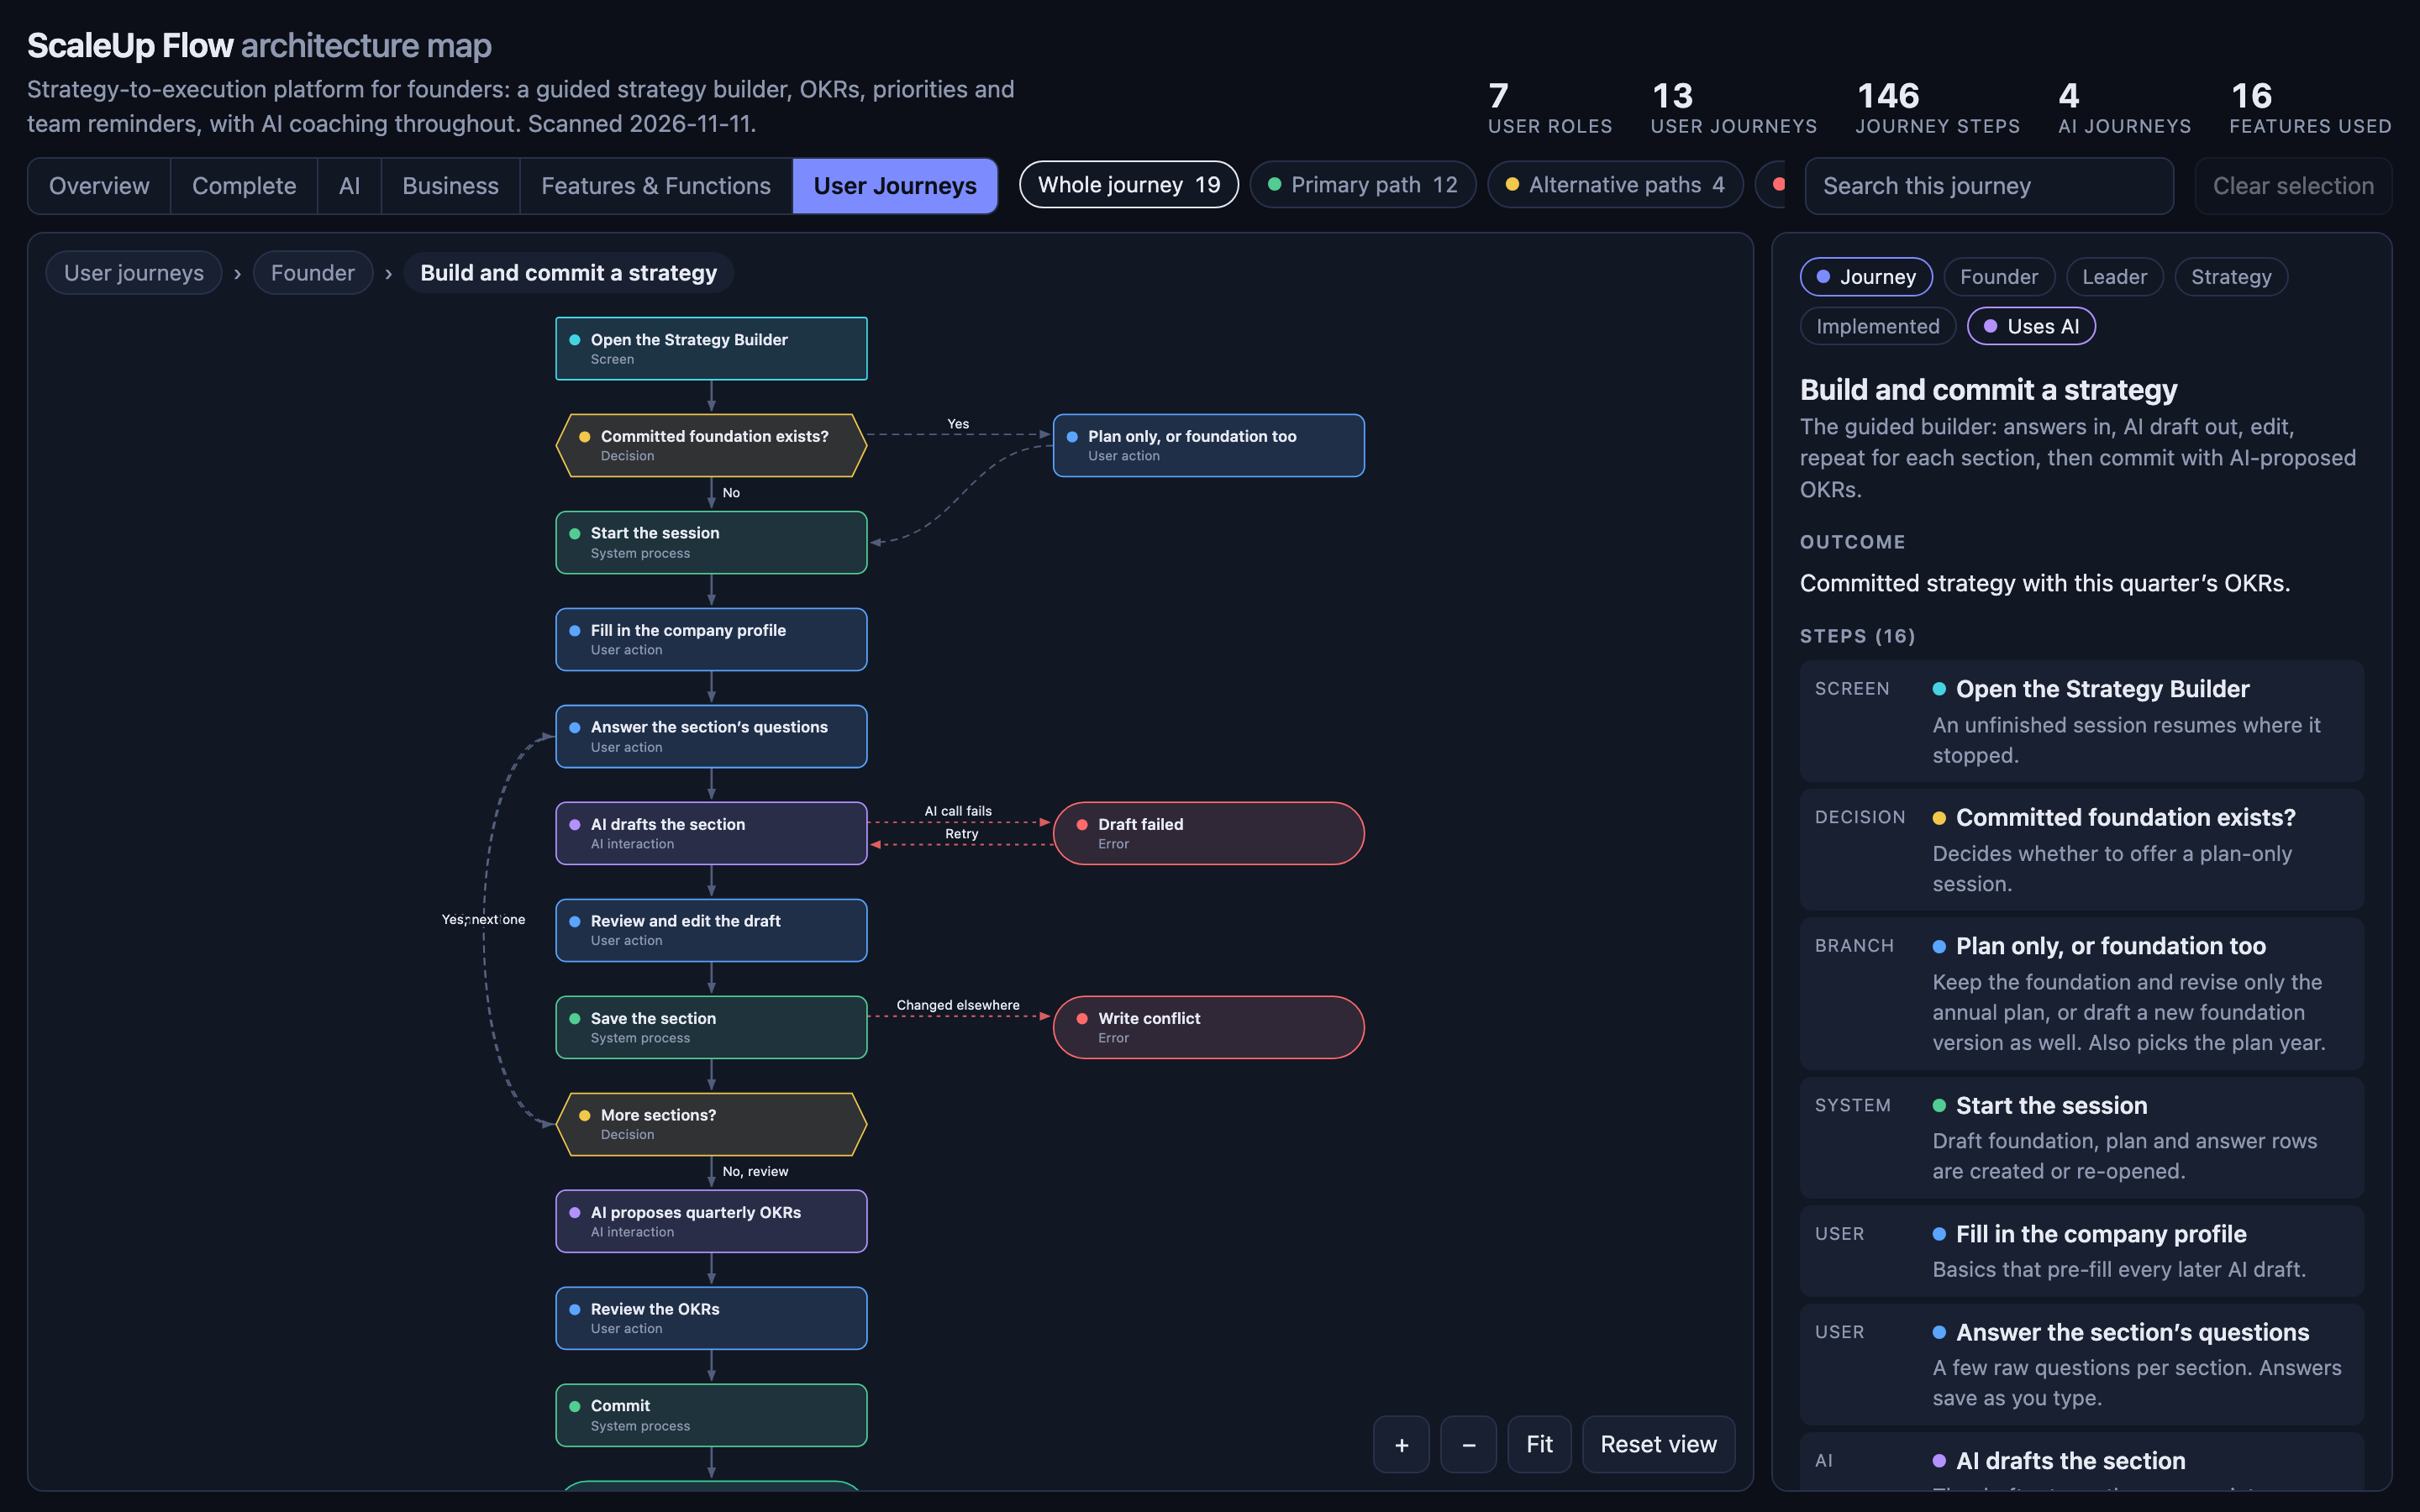 ScaleUp Flow architecture map
Strategy-to-execution platform for founders: a guided strategy builder, OKRs, priorities and
team reminders, with AI coaching throughout. Scanned 2026-11-11.
7
USER ROLES
13
USER JOURNEYS
146
JOURNEY STEPS
4
AI JOURNEYS
16
FEATURES USED
Overview
Complete
AI
Business
Features & Functions
User Journeys
Whole journey 19
Primary path 12
Alternative paths 4
Search this journey
Clear selection
User journeys › Founder › Build and commit a strategy
Open the Strategy Builder
Screen
Committed foundation exists?
Decision
Yes
Plan only, or foundation too
User action
No
Start the session
System process
Fill in the company profile
User action
Answer the section’s questions
User action
AI drafts the section
AI interaction
AI call fails
Retry
Draft failed
Error
Review and edit the draft
User action
Save the section
System process
Changed elsewhere
Write conflict
Error
More sections?
Decision
No, review
AI proposes quarterly OKRs
AI interaction
Review the OKRs
User action
Commit
System process
+
−
Fit
Reset view
Journey
Founder
Leader
Strategy
Implemented
Uses AI
Build and commit a strategy
The guided builder: answers in, AI draft out, edit,
repeat for each section, then commit with AI-proposed
OKRs.
OUTCOME
Committed strategy with this quarter’s OKRs.
STEPS (16)
SCREEN
Open the Strategy Builder
An unfinished session resumes where it
stopped.
DECISION
Committed foundation exists?
Decides whether to offer a plan-only
session.
BRANCH
Plan only, or foundation too
Keep the foundation and revise only the
annual plan, or draft a new foundation
version as well. Also picks the plan year.
SYSTEM
Start the session
Draft foundation, plan and answer rows
are created or re-opened.
USER
Fill in the company profile
Basics that pre-fill every later AI draft.
USER
Answer the section’s questions
A few raw questions per section. Answers
save as you type.
AI
AI drafts the section